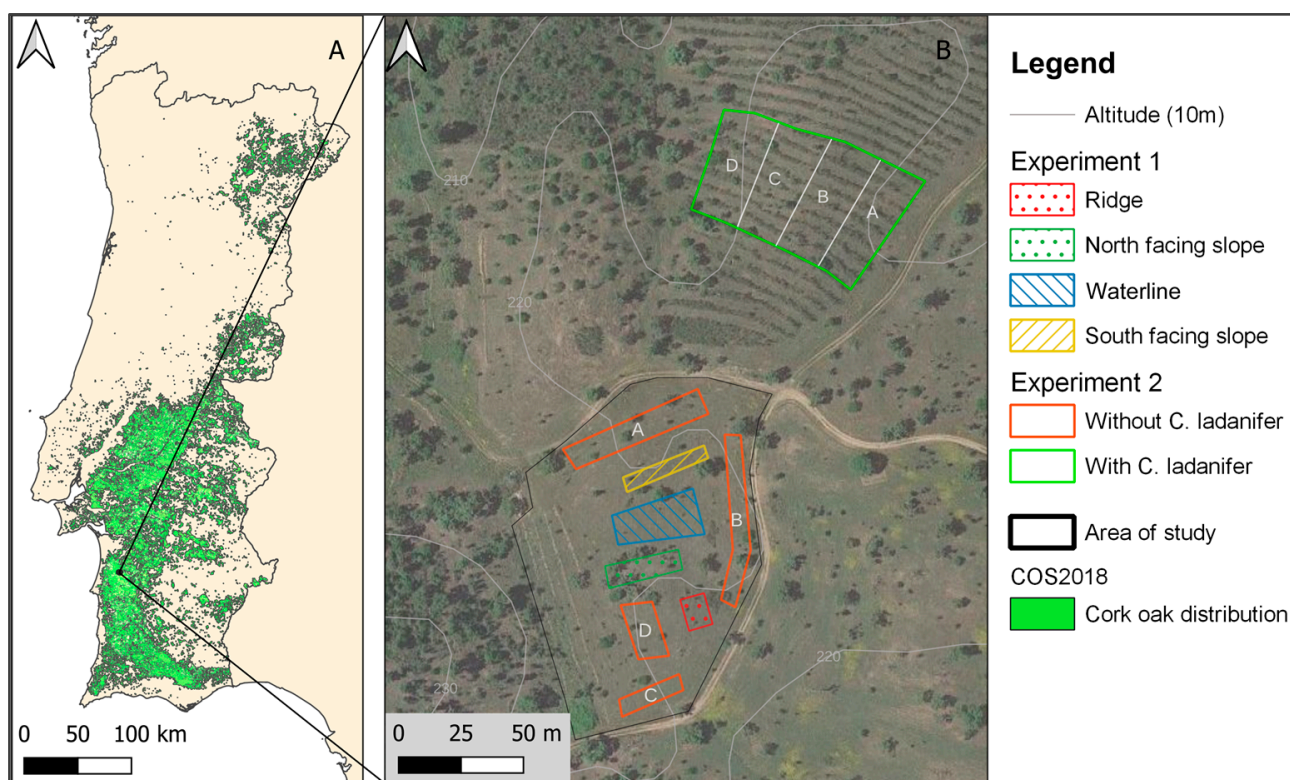 A
0 50 100 km
B
210
220
D
C
B
A
A
B
D
C
220
230
0 25 50 m
Legend
Altitude (10m)
Experiment 1
Ridge
North facing slope
Waterline
South facing slope
Experiment 2
Without C. ladanifer
With C. ladanifer
Area of study
COS2018
Cork oak distribution